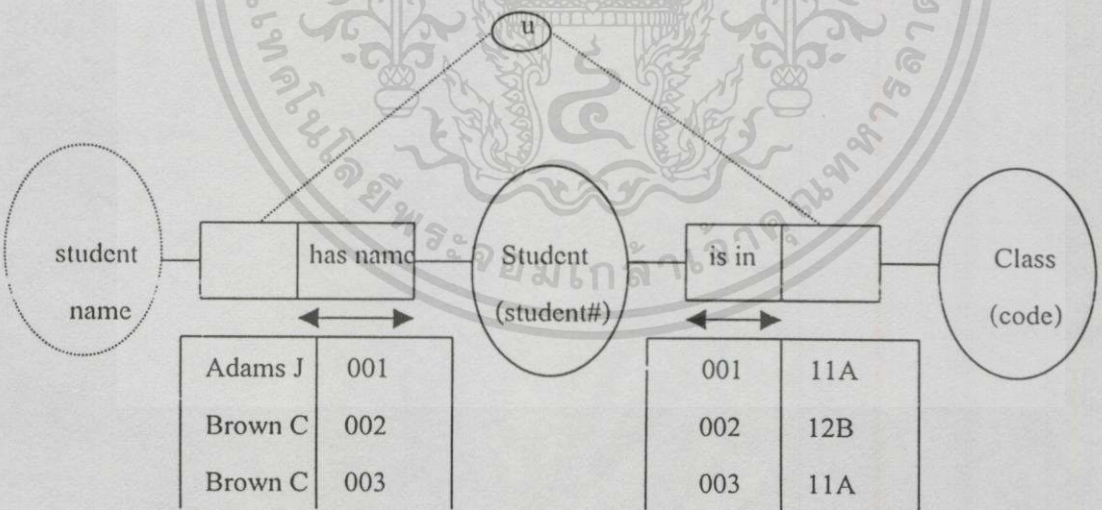 u
student
name
has name
Student
(student#)
is in
Class
(code)
Adams J 001
Brown C 002
Brown C 003
001 11A
002 12B
003 11A